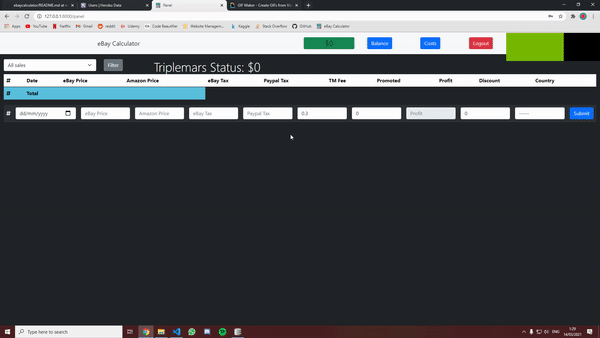 ebaycalculator/README.md at
Users | Heroku Data
Panel
GIF Maker - Create GIFs from Vi
eBay Calculator
127.0.0.1:8000/panel
Apps
YouTube
Netflix
Gmail
reddit
Udemy
Code Beautifier
Website Managem...
Kaggle
Stack Overflow
GitHub
eBay Calculator
eBay Calculator
$0
Balance
Costs
Logout
All sales
Filter
Triplemars Status: $0
# Date eBay Price Amazon Price eBay Tax Paypal Tax TM Fee Promoted Profit Discount Country
# Total
# dd/mm/yyyy eBay Price Amazon Price eBay Tax Paypal Tax 0.3 0 Profit 0 ------ Submit
Type here to search
ENG
1:29
14/05/2021